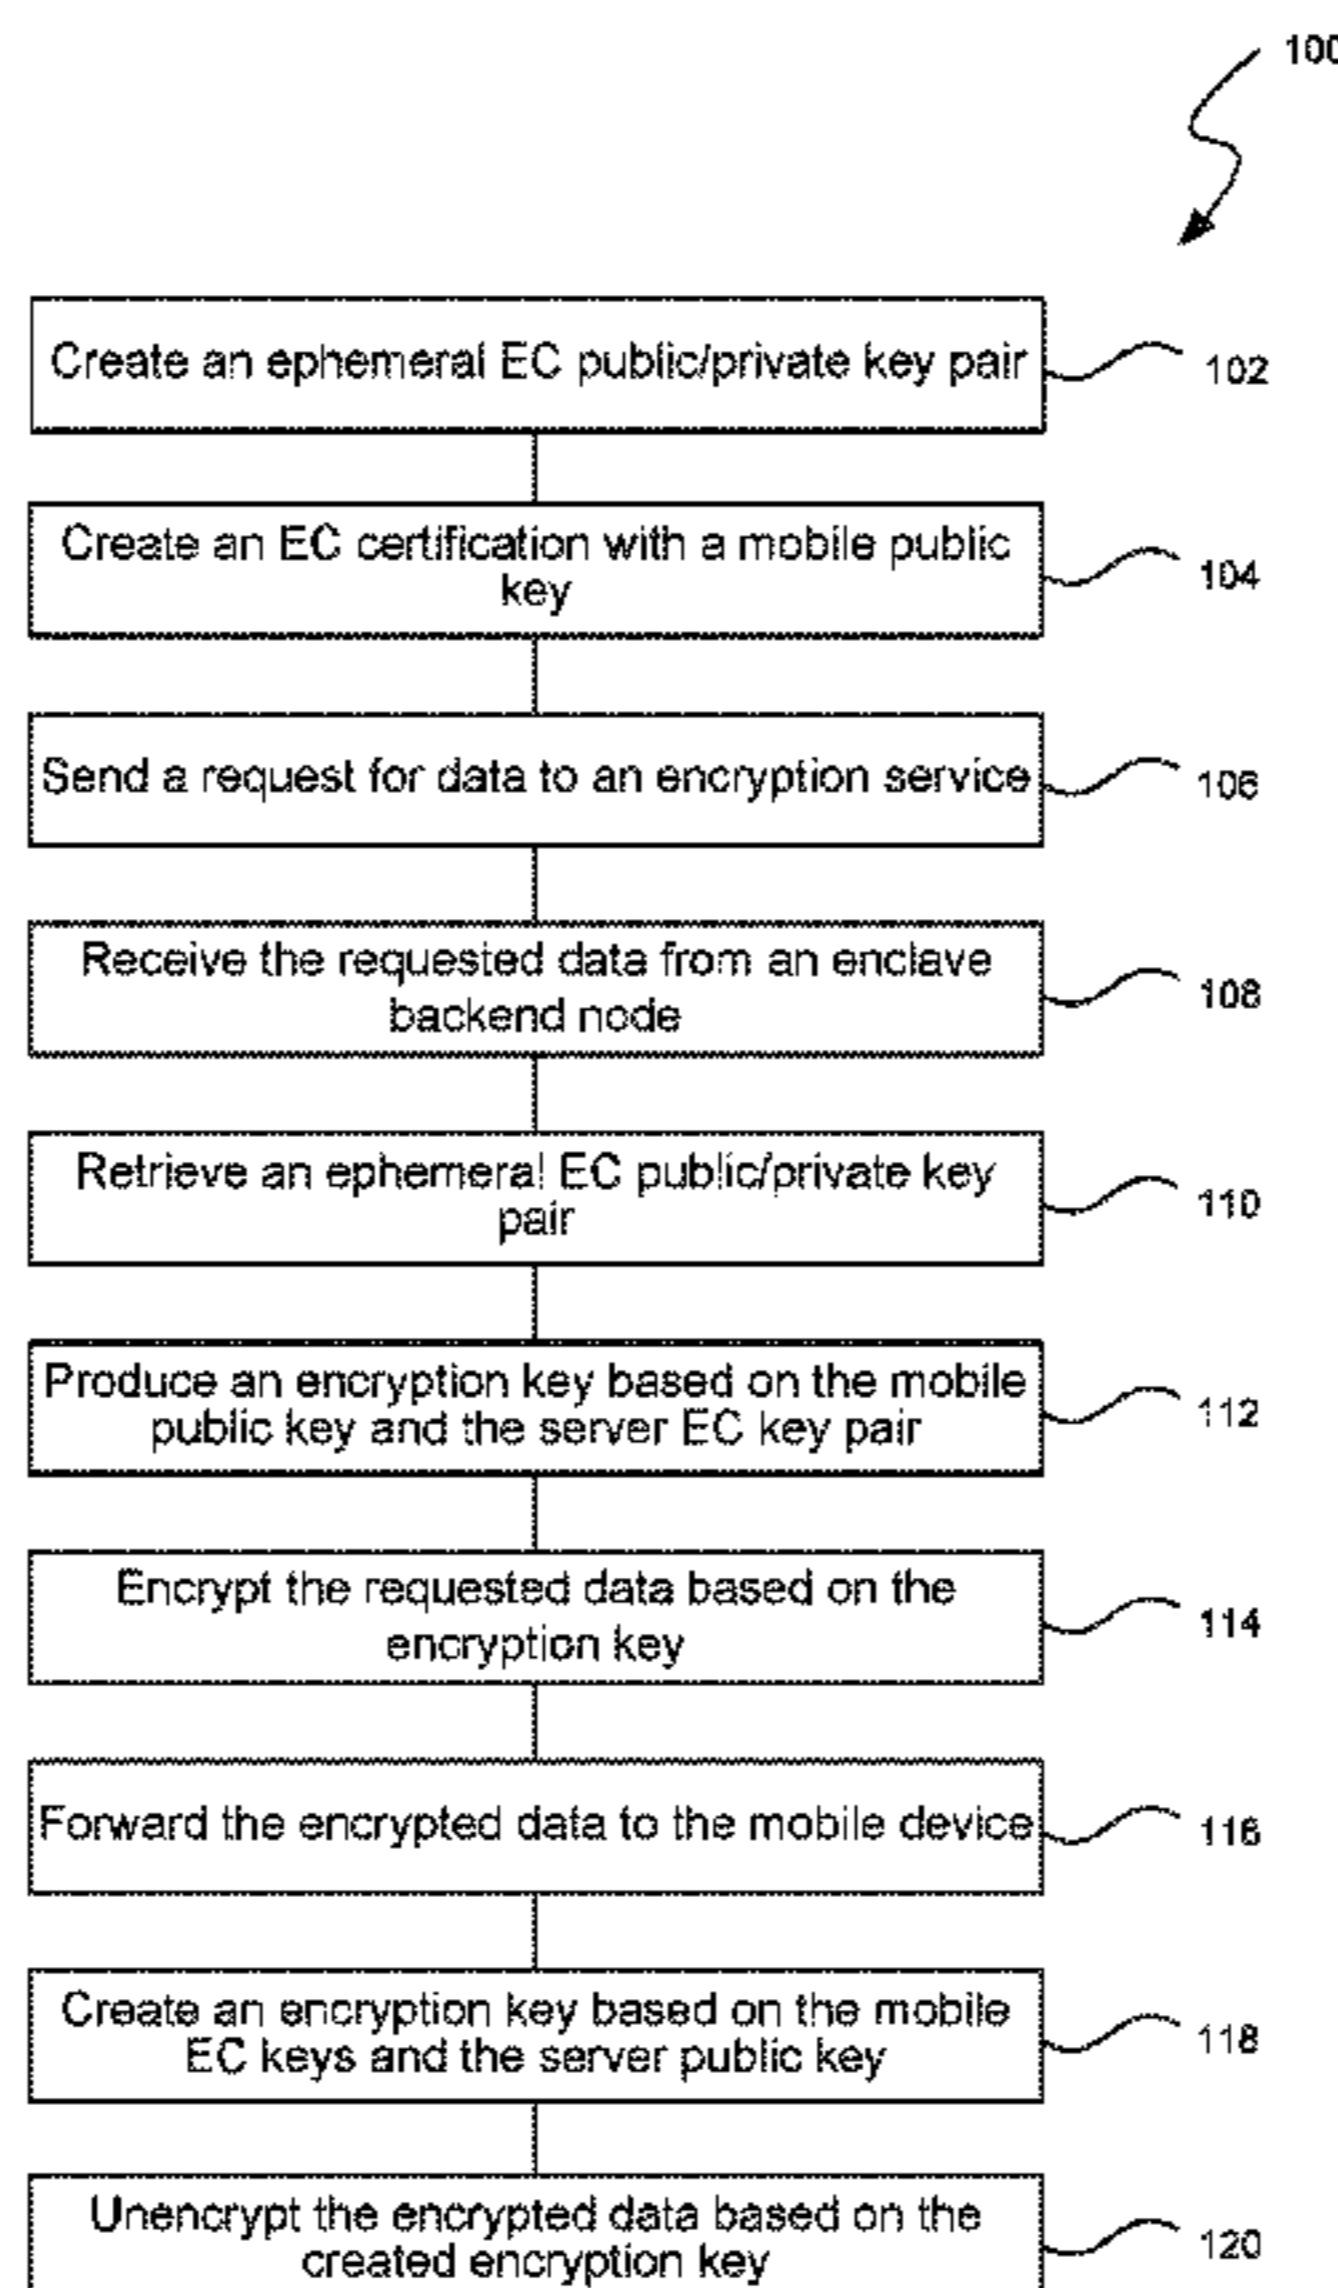 100
Create an ephemeral EC public/private key pair
102
Create an EC certification with a mobile public
key
104
Send a request for data to an encryption service
106
Receive the requested data from an enclave
backend node
108
Retrieve an ephemeral EC public/private key
pair
110
Produce an encryption key based on the mobile
public key and the server EC key pair
112
Encrypt the requested data based on the
encryption key
114
Forward the encrypted data to the mobile device
116
Create an encryption key based on the mobile
EC keys and the server public key
118
Unencrypt the encrypted data based on the
created encryption key
120